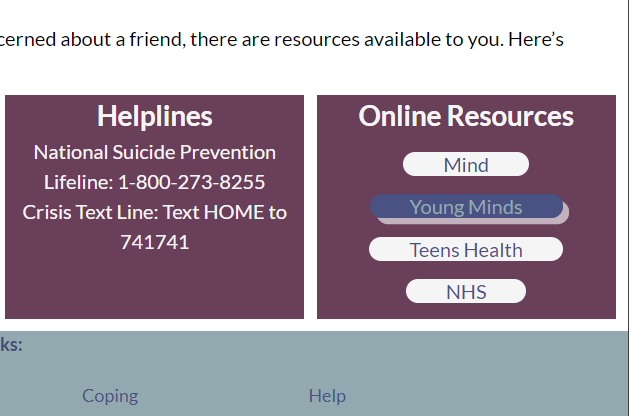 cerned about a friend, there are resources available to you. Here’s
Helplines
National Suicide Prevention
Lifeline: 1-800-273-8255
Crisis Text Line: Text HOME to
741741
Online Resources
Mind
Young Minds
Teens Health
NHS
ks:
Coping
Help